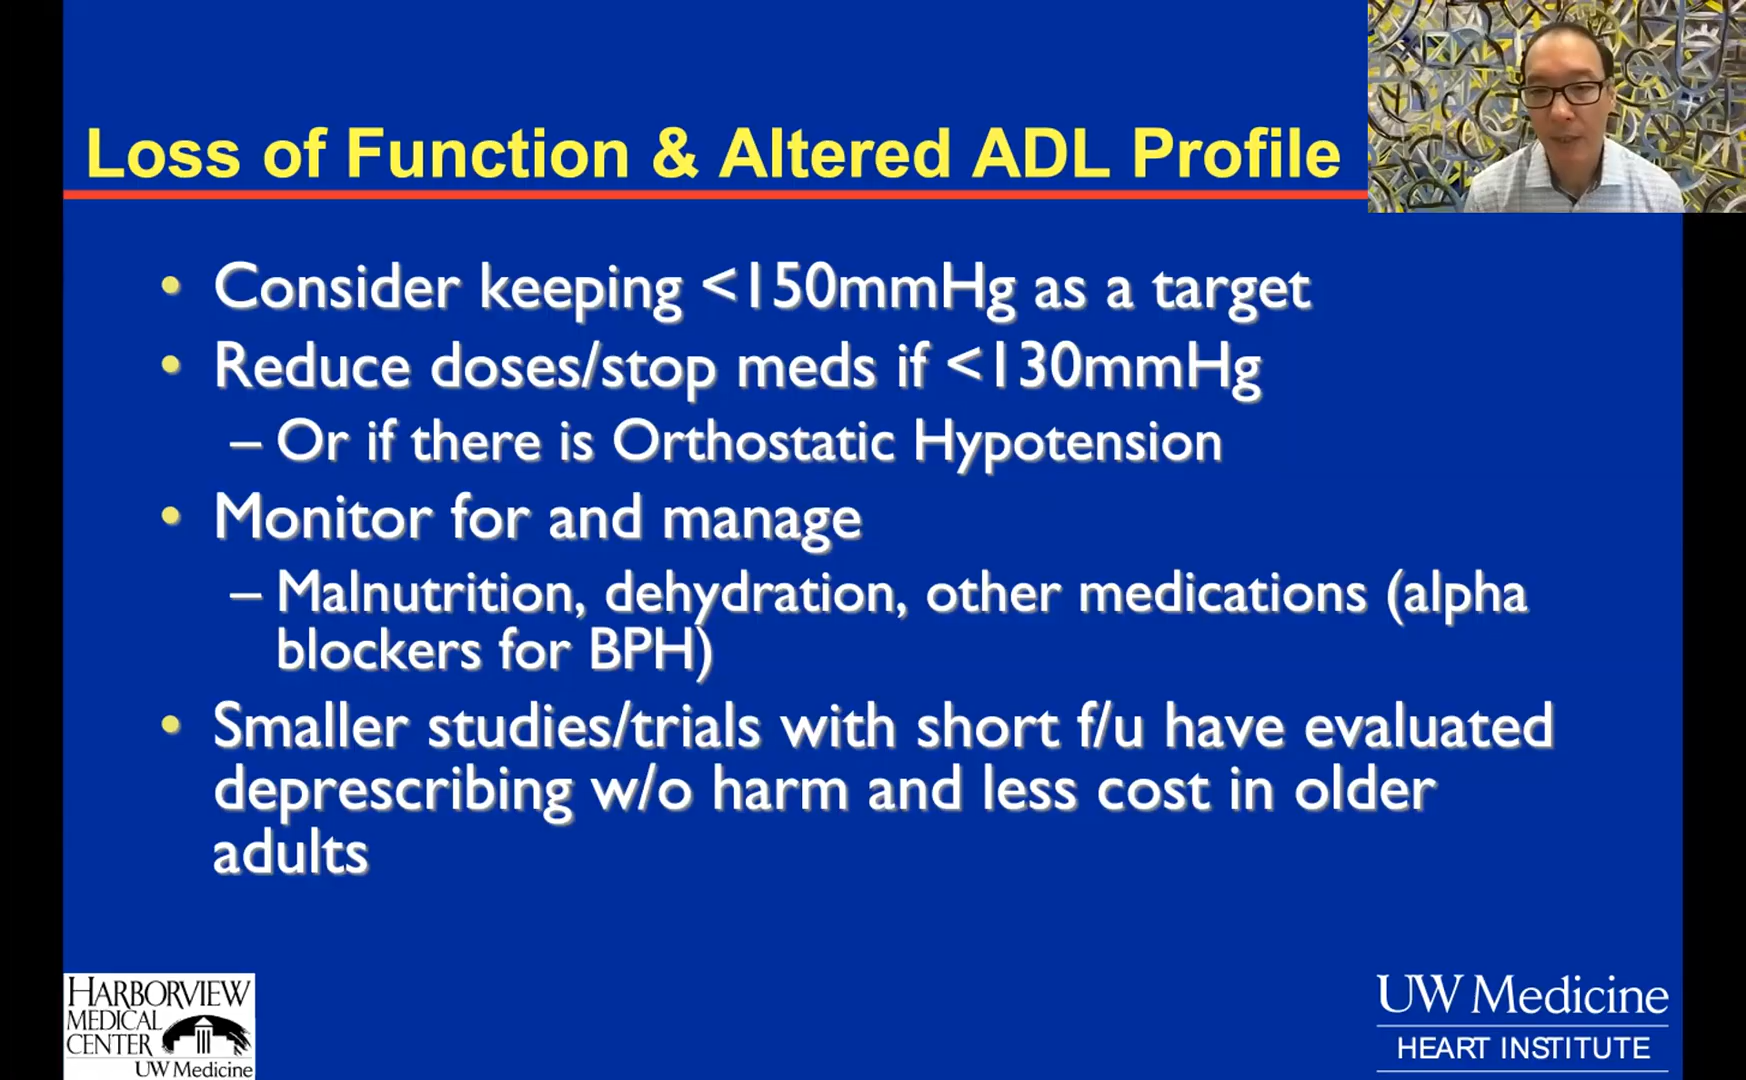 Loss of Function & Altered ADL Profile
• Consider keeping <150mmHg as a target
• Reduce doses/stop meds if <130mmHg
– Or if there is Orthostatic Hypotension
• Monitor for and manage
– Malnutrition, dehydration, other medications (alpha
blockers for BPH)
• Smaller studies/trials with short f/u have evaluated
deprescribing w/o harm and less cost in older
adults
HARBORVIEW
MEDICAL
CENTER
UW Medicine
UW Medicine
HEART INSTITUTE